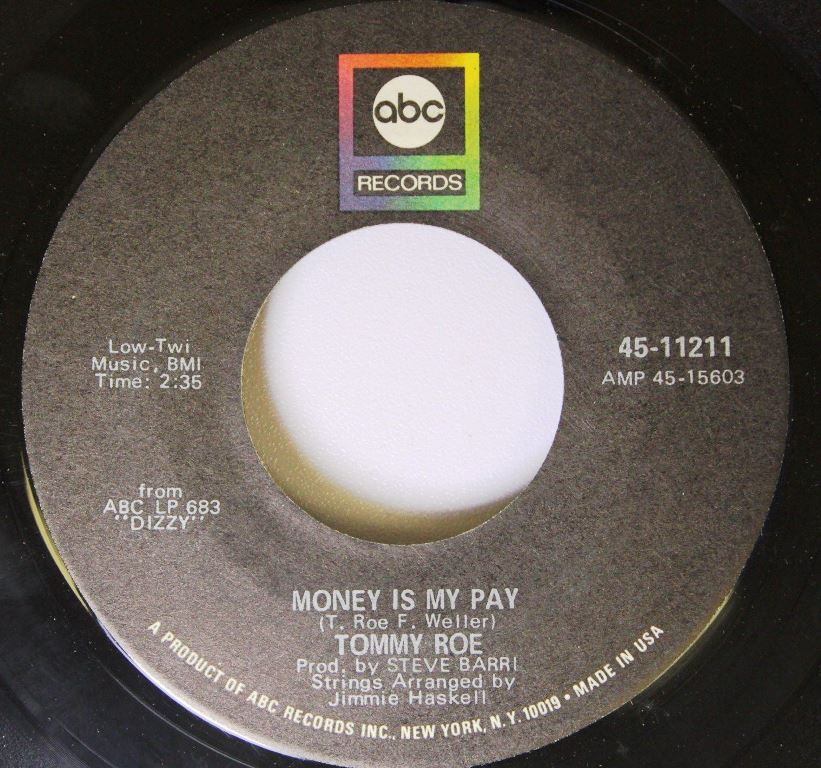 abc
RECORDS
Low-Twi
Music, BMI
Time: 2:35
45-11211
AMP 45-15603
from
ABC LP 683
"DIZZY"
MONEY IS MY PAY
(T. Roe F. Weller)
TOMMY ROE
Prod. by STEVE BARRI
Strings Arranged by
Jimmie Haskell
A PRODUCT OF ABC RECORDS INC., NEW YORK, N.Y. 10019 • MADE IN USA